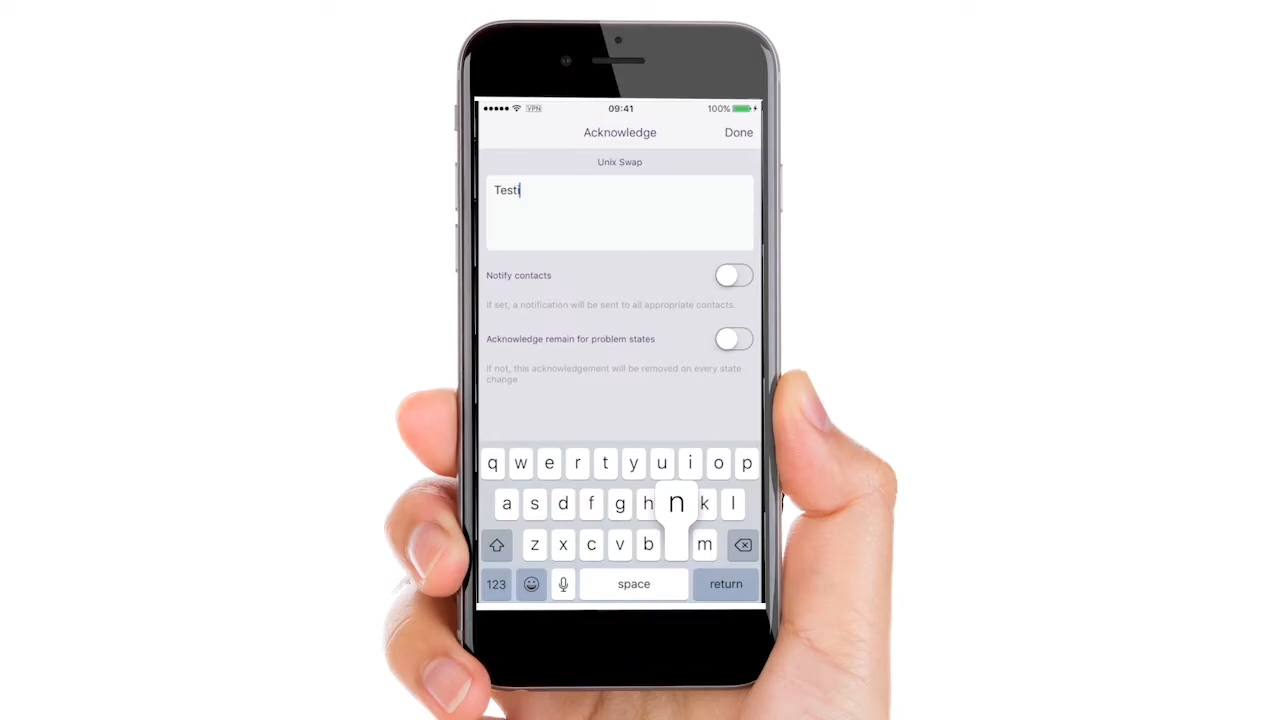 VPN 09:41 100%
Acknowledge Done
Unix Swap
Testi
Notify contacts
If set, a notification will be sent to all appropriate contacts.
Acknowledge remain for problem states
If not, this acknowledgement will be removed on every state
change
q w e r t y u i o p
a s d f g h n k l
z x c v b m
123 space return